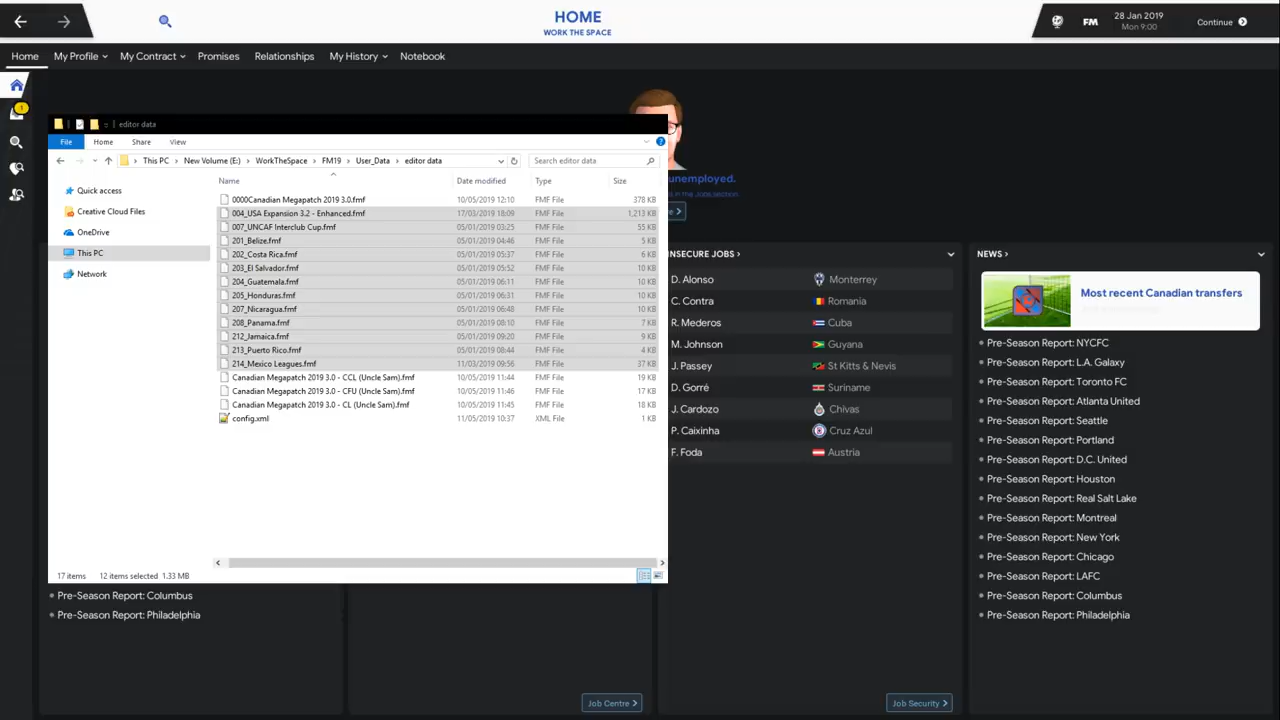 HOME
WORK THE SPACE
FM
28 Jan 2019
Mon 9:00
Continue
Home
My Profile
My Contract
Promises
Relationships
My History
Notebook
1
editor data
File
Home
Share
View
This PC
New Volume (E:)
WorkTheSpace
FM19
User_Data
editor data
Search editor data
Quick access
Creative Cloud Files
OneDrive
This PC
Network
Name Date modified Type Size
0000Canadian Megapatch 2019 3.0.fmf 10/05/2019 12:10 FMF File 378 KB
004_USA Expansion 3.2 - Enhanced.fmf 17/03/2019 18:09 FMF File 1,213 KB
007_UNCAF Interclub Cup.fmf 05/01/2019 03:25 FMF File 55 KB
201_Belize.fmf 05/01/2019 04:46 FMF File 5 KB
202_Costa Rica.fmf 05/01/2019 05:37 FMF File 6 KB
203_El Salvador.fmf 05/01/2019 05:52 FMF File 10 KB
204_Guatemala.fmf 05/01/2019 06:11 FMF File 10 KB
205_Honduras.fmf 05/01/2019 06:31 FMF File 10 KB
207_Nicaragua.fmf 05/01/2019 06:48 FMF File 10 KB
208_Panama.fmf 05/01/2019 08:10 FMF File 7 KB
212_Jamaica.fmf 05/01/2019 09:20 FMF File 9 KB
213_Puerto Rico.fmf 05/01/2019 08:44 FMF File 4 KB
214_Mexico Leagues.fmf 11/03/2019 09:56 FMF File 37 KB
Canadian Megapatch 2019 3.0 - CCL (Uncle Sam).fmf 10/05/2019 11:44 FMF File 19 KB
Canadian Megapatch 2019 3.0 - CFU (Uncle Sam).fmf 10/05/2019 11:46 FMF File 17 KB
Canadian Megapatch 2019 3.0 - CL (Uncle Sam).fmf 10/05/2019 11:45 FMF File 18 KB
config.xml 11/05/2019 10:37 XML File 1 KB
17 items 12 items selected 1.33 MB
unemployed.
in the Jobs section
INSECURE JOBS
D. Alonso Monterrey
C. Contra Romania
R. Mederos Cuba
M. Johnson Guyana
J. Passey St Kitts & Nevis
D. Gorré Suriname
J. Cardozo Chivas
P. Caixinha Cruz Azul
F. Foda Austria
NEWS
Most recent Canadian transfers
Pre-Season Report: NYCFC
Pre-Season Report: L.A. Galaxy
Pre-Season Report: Toronto FC
Pre-Season Report: Atlanta United
Pre-Season Report: Seattle
Pre-Season Report: Portland
Pre-Season Report: D.C. United
Pre-Season Report: Houston
Pre-Season Report: Real Salt Lake
Pre-Season Report: Montreal
Pre-Season Report: New York
Pre-Season Report: Chicago
Pre-Season Report: LAFC
Pre-Season Report: Columbus
Pre-Season Report: Philadelphia
Pre-Season Report: Columbus
Pre-Season Report: Philadelphia
Job Centre
Job Security